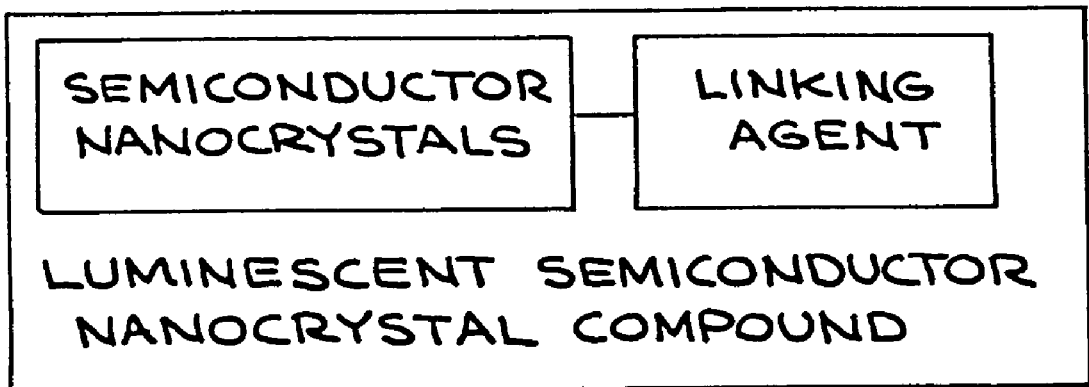 SEMICONDUCTOR
NANOCRYSTALS
LINKING
AGENT
LUMINESCENT SEMICONDUCTOR
NANOCRYSTAL COMPOUND